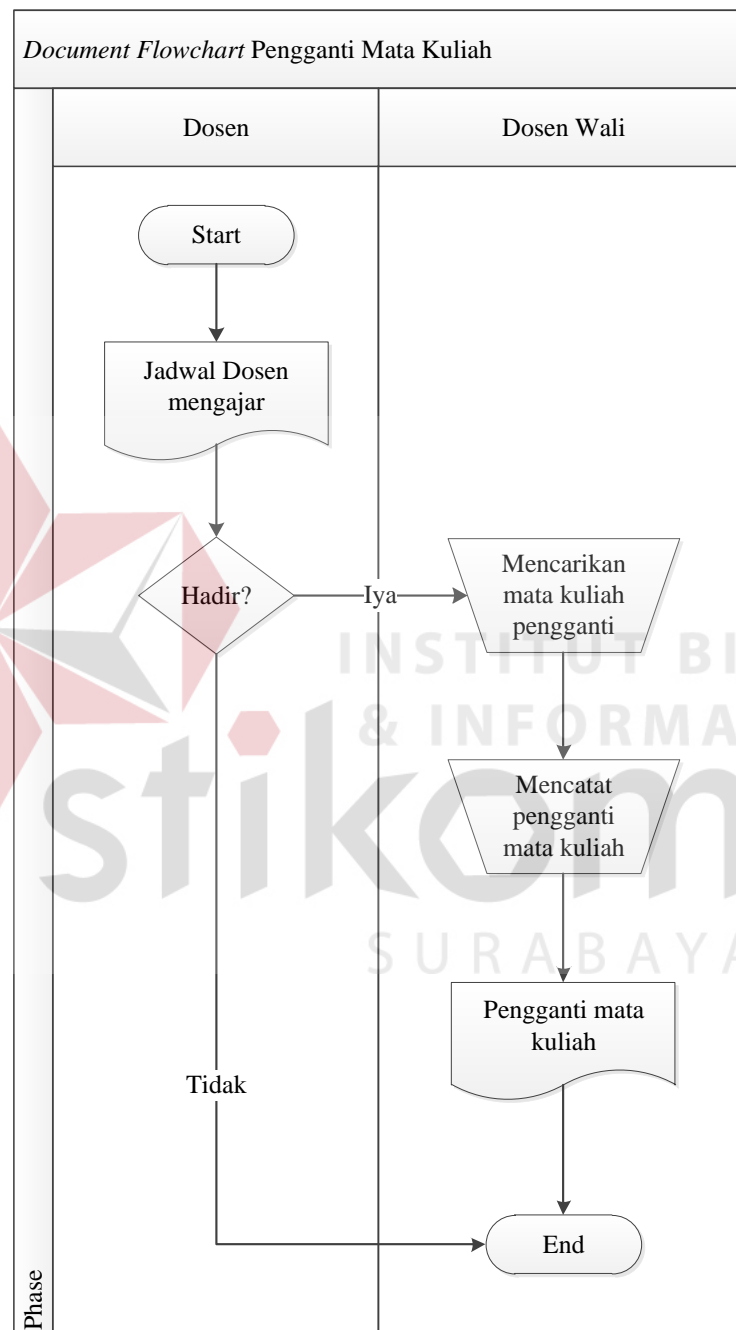 Document Flowchart Pengganti Mata Kuliah
Dosen
Dosen Wali
Start
Jadwal Dosen
mengajar
Hadir?
Iya
Mencarikan
mata kuliah
pengganti
INSTITUT BI
& INFORMA
stikom
Mencatat
pengganti
mata kuliah
SURABAYA
Pengganti mata
kuliah
Tidak
End
Phase